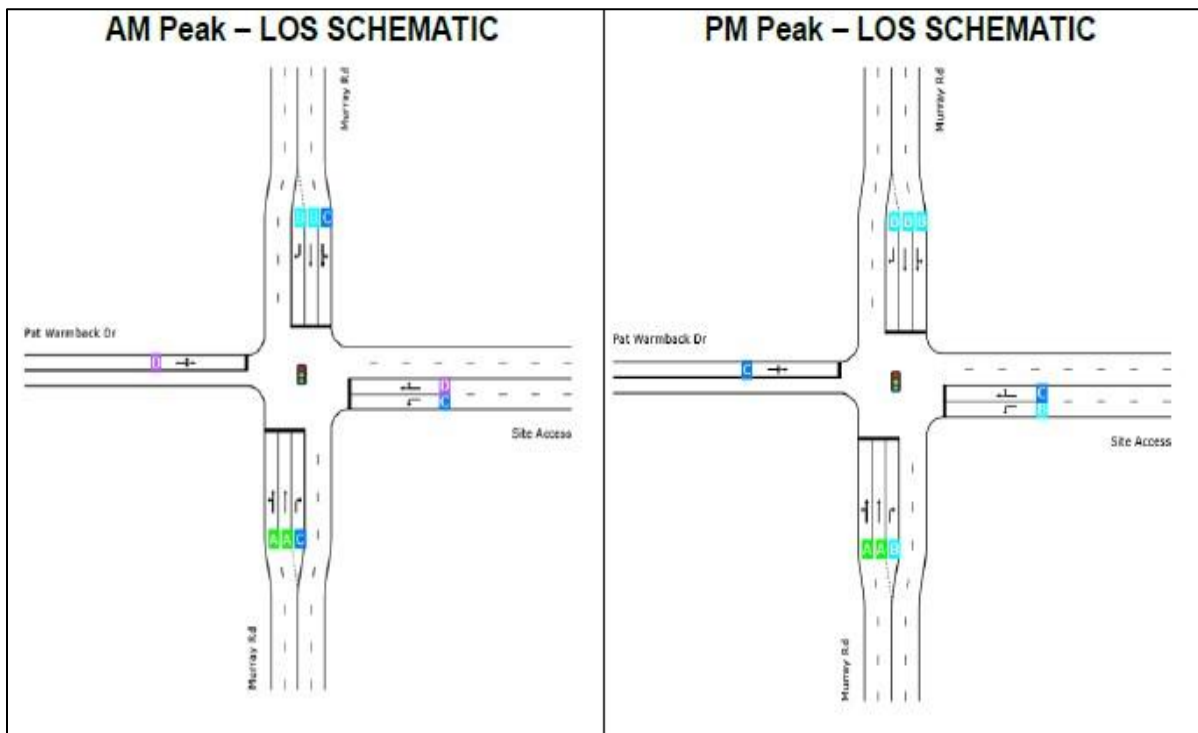 AM Peak – LOS SCHEMATIC
Murray Rd
B B C
Pat Warmback Dr
D
D
C
Site Access
A A C
Murray Rd
PM Peak – LOS SCHEMATIC
Murray Rd
B B B
Pat Warmback Dr
C
C
B
Site Access
A A B
Murray Rd